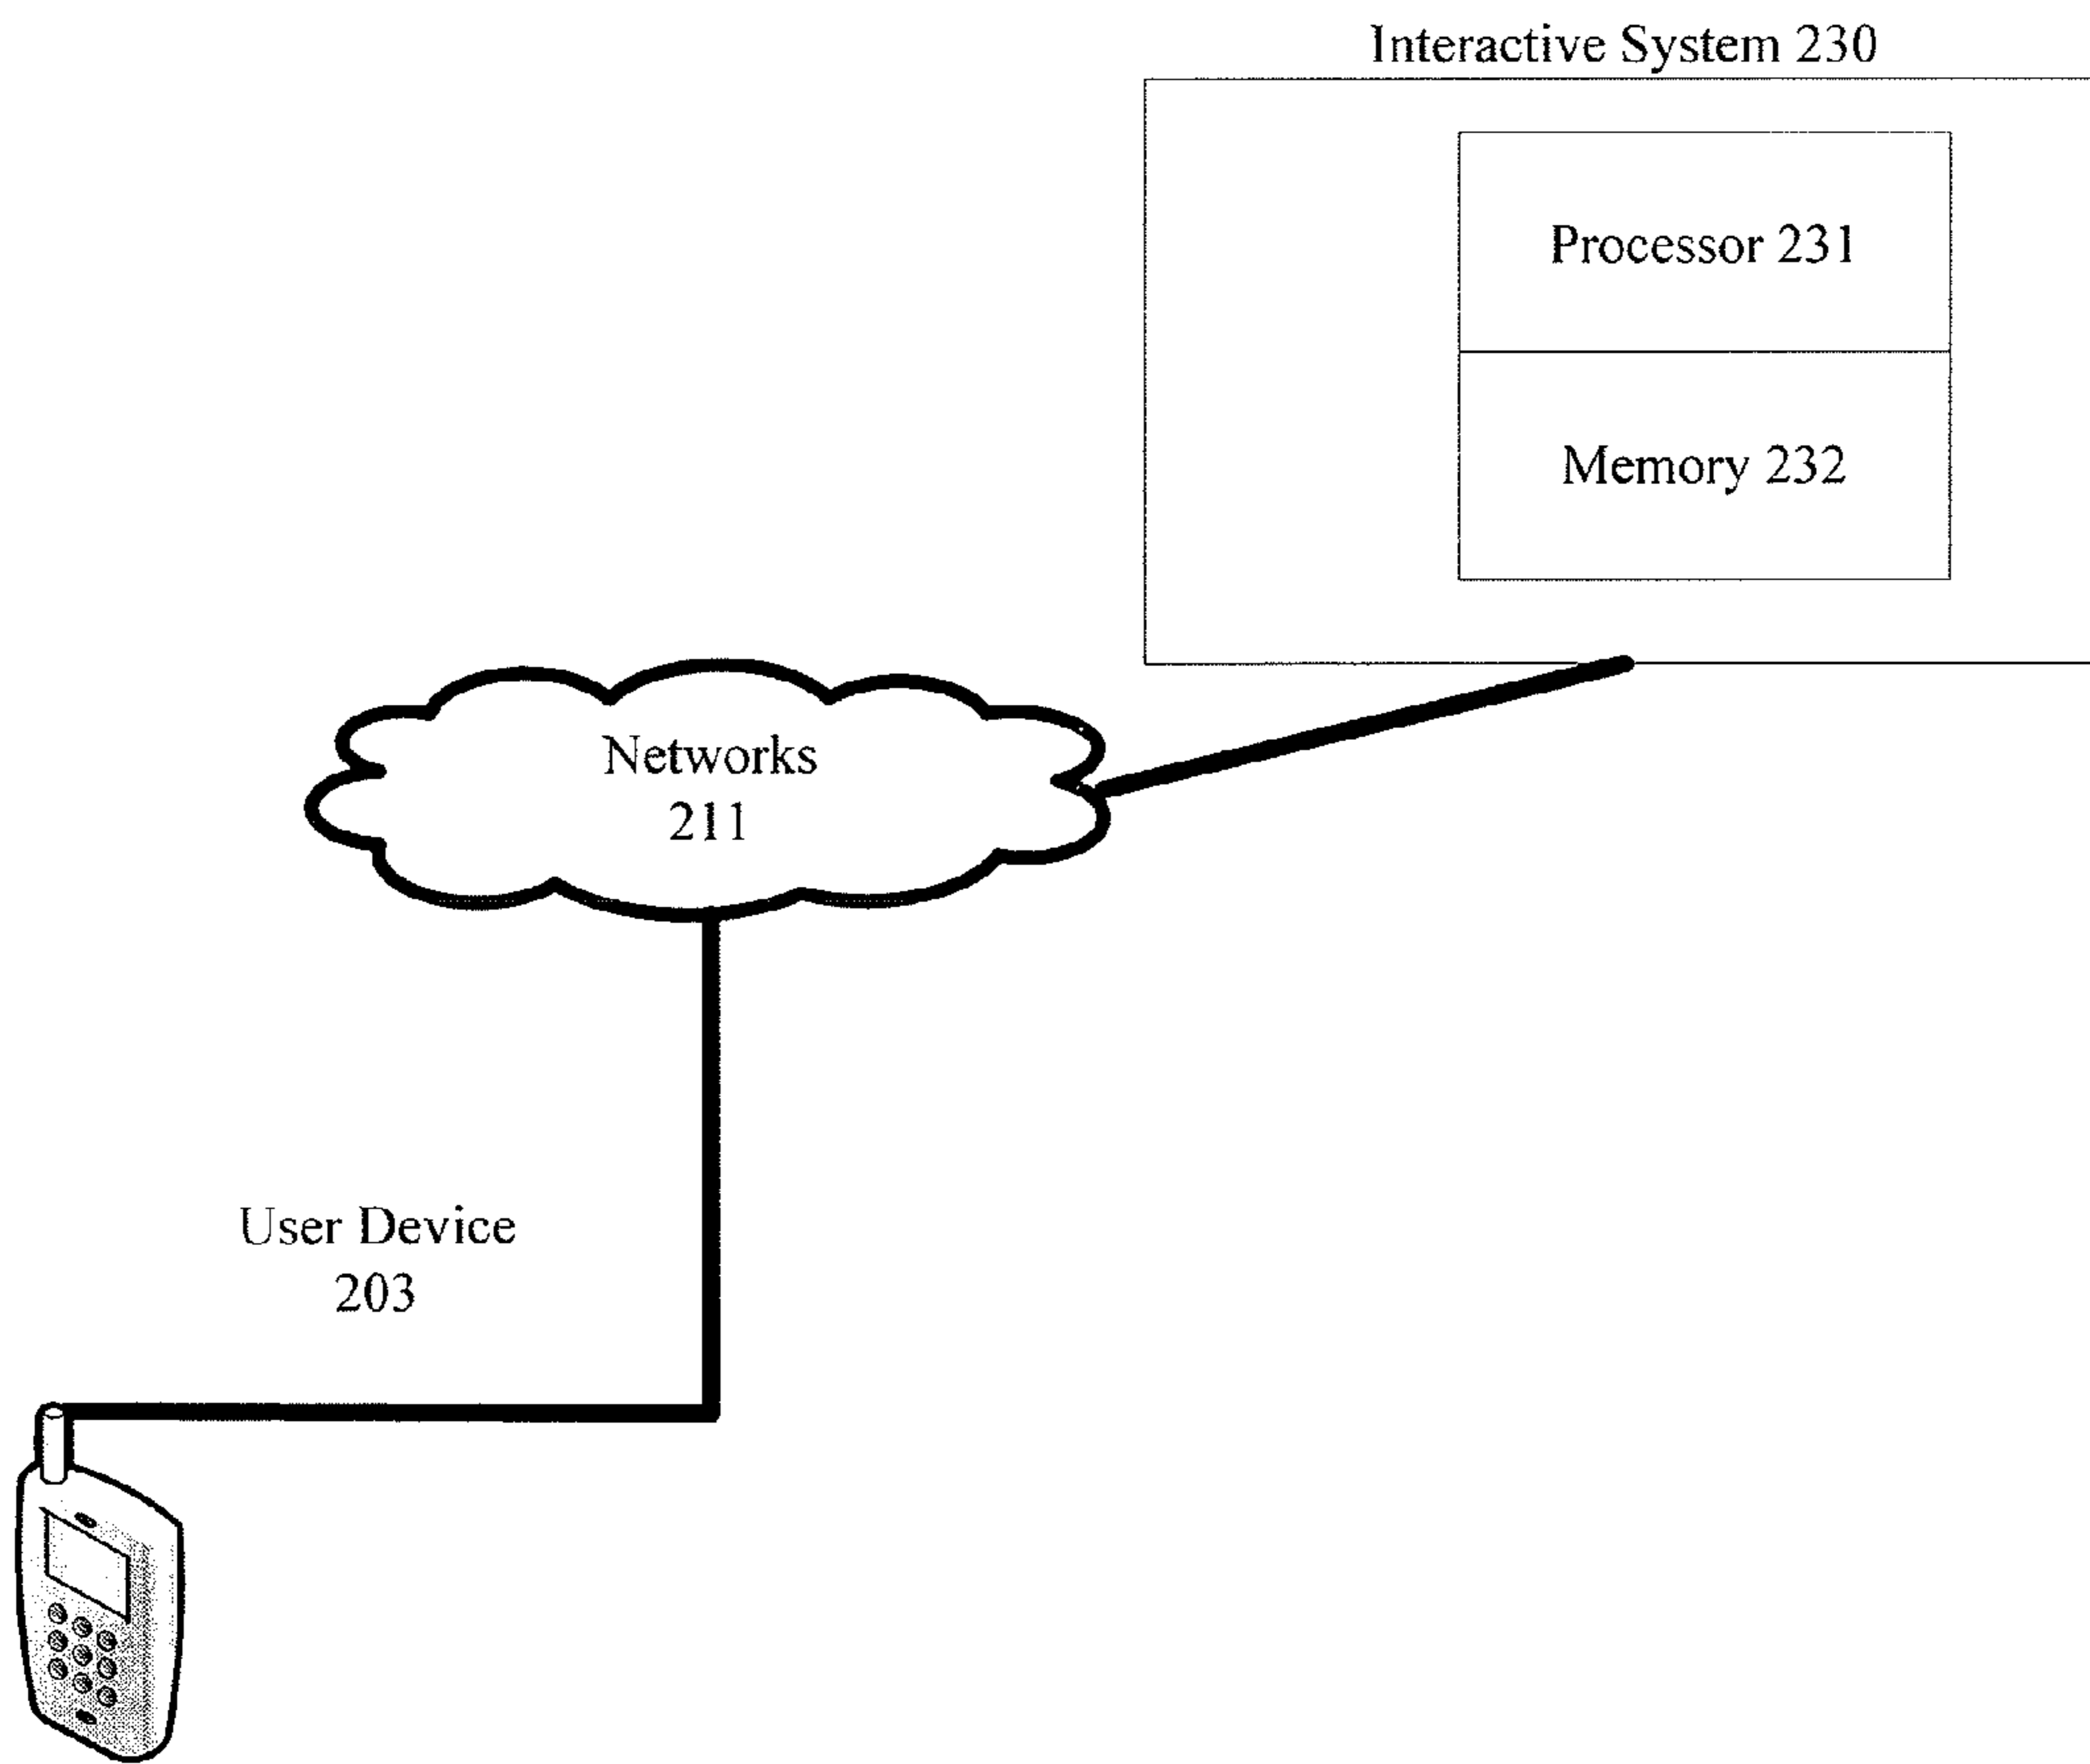 Interactive System 230
Processor 231
Memory 232
Networks
211
User Device
203